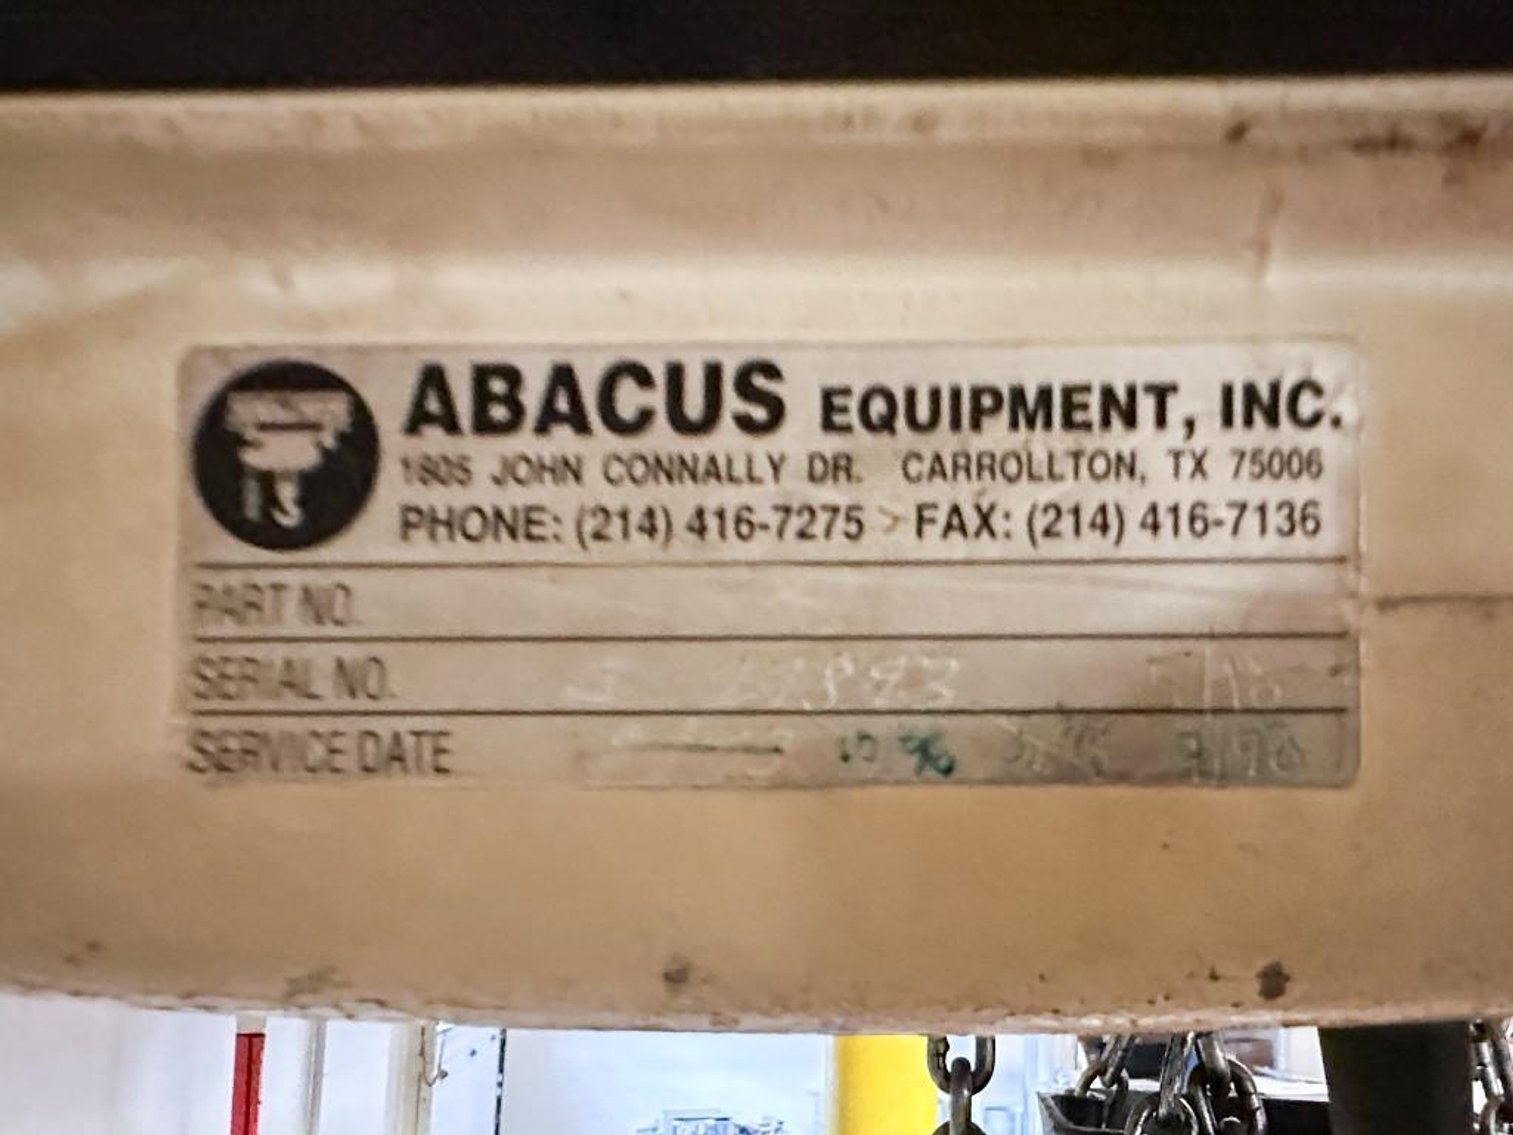 ABACUS EQUIPMENT, INC.
1805 JOHN CONNALLY DR. CARROLLTON, TX 75006
PHONE: (214) 416-7275 FAX: (214) 416-7136
PART NO.
SERIAL NO.
SERVICE DATE